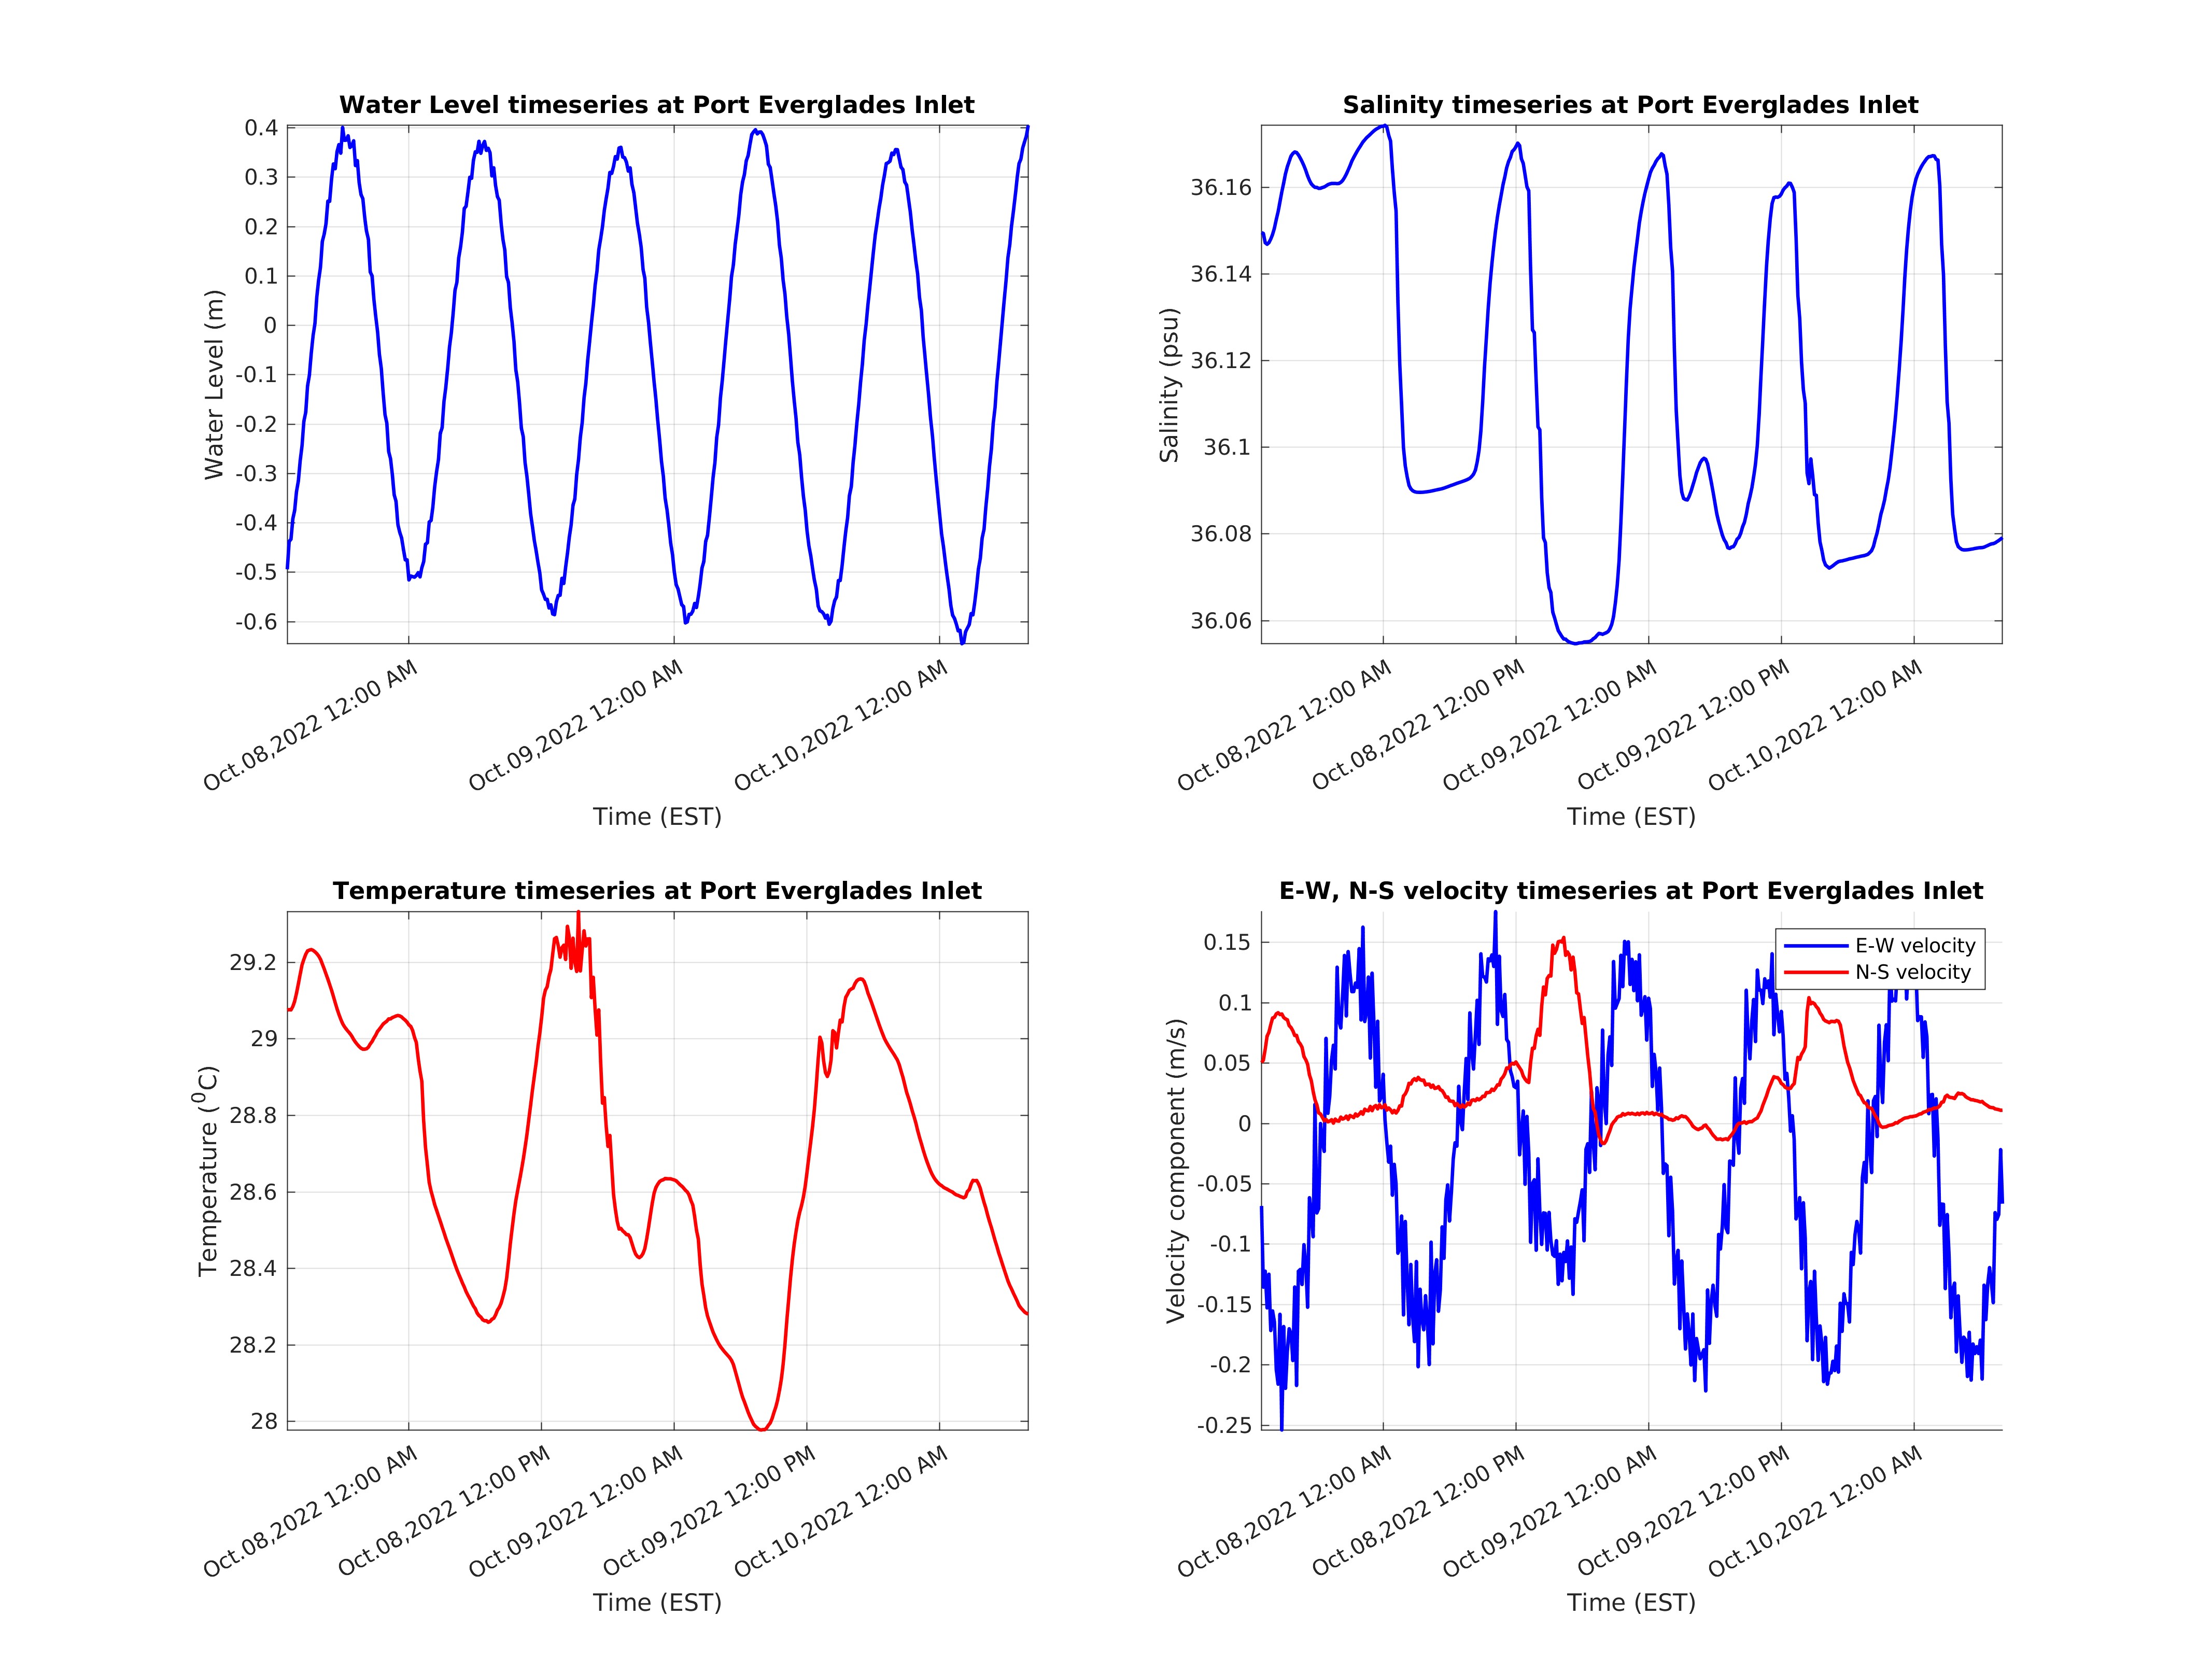 Water Level timeseries at Port Everglades Inlet
0.4
0.3
0.2
0.1
0
-0.1
-0.2
-0.3
-0.4
-0.5
-0.6
Water Level (m)
Oct.08,2022 12:00 AM
Oct.09,2022 12:00 AM
Oct.10,2022 12:00 AM
Time (EST)
Salinity timeseries at Port Everglades Inlet
36.16
36.14
36.12
36.1
36.08
36.06
Salinity (psu)
Oct.08,2022 12:00 AM
Oct.08,2022 12:00 PM
Oct.09,2022 12:00 AM
Oct.09,2022 12:00 PM
Oct.10,2022 12:00 AM
Time (EST)
Temperature timeseries at Port Everglades Inlet
29.2
29
28.8
28.6
28.4
28.2
28
Temperature (⁰C)
Oct.08,2022 12:00 AM
Oct.08,2022 12:00 PM
Oct.09,2022 12:00 AM
Oct.09,2022 12:00 PM
Oct.10,2022 12:00 AM
Time (EST)
E-W, N-S velocity timeseries at Port Everglades Inlet
0.15
0.1
0.05
0
-0.05
-0.1
-0.15
-0.2
-0.25
Velocity component (m/s)
E-W velocity
N-S velocity
Oct.08,2022 12:00 AM
Oct.08,2022 12:00 PM
Oct.09,2022 12:00 AM
Oct.09,2022 12:00 PM
Oct.10,2022 12:00 AM
Time (EST)